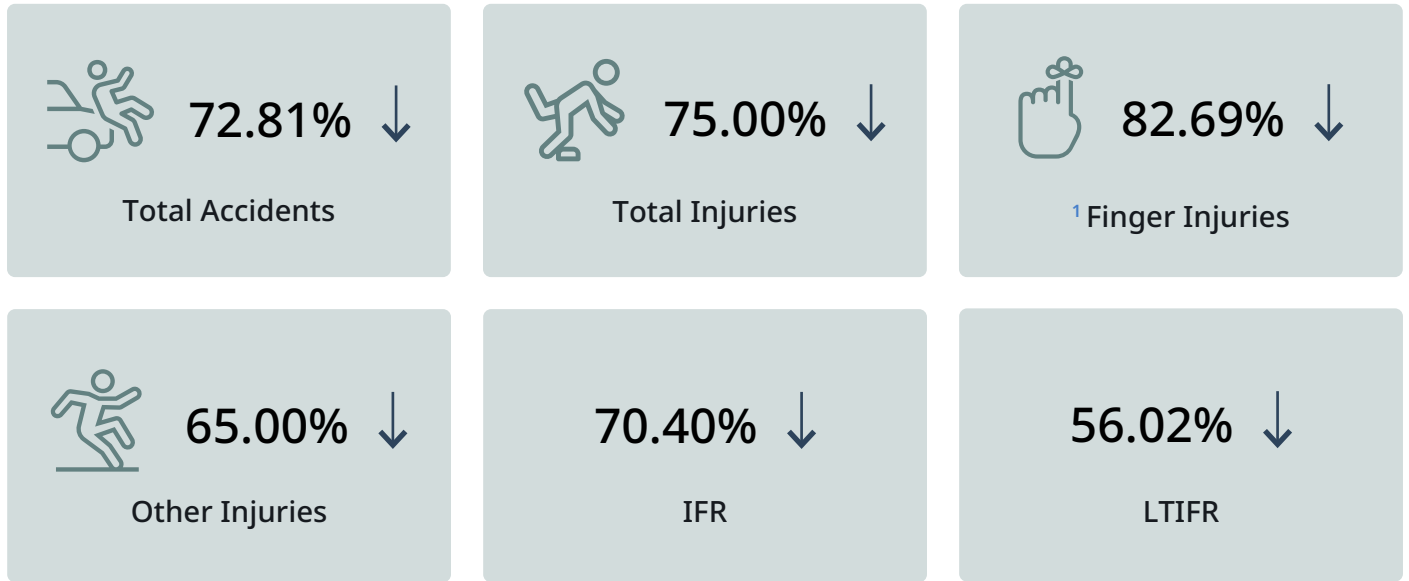 72.81%
Total Accidents
75.00%
Total Injuries
82.69%
1 Finger Injuries
65.00%
Other Injuries
70.40%
IFR
56.02%
LTIFR